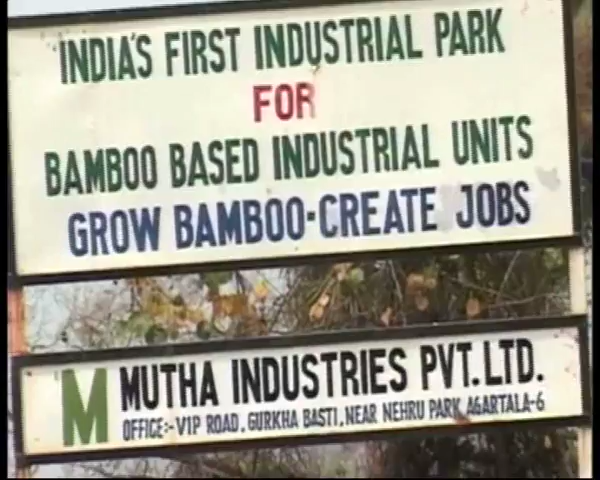 INDIA'S FIRST INDUSTRIAL PARK
FOR
BAMBOO BASED INDUSTRIAL UNITS
GROW BAMBOO-CREATE JOBS
M MUTHA INDUSTRIES PVT. LTD.
OFFICE:- VIP ROAD, GURKHA BASTI, NEAR NEHRU PARK AGARTALA-6